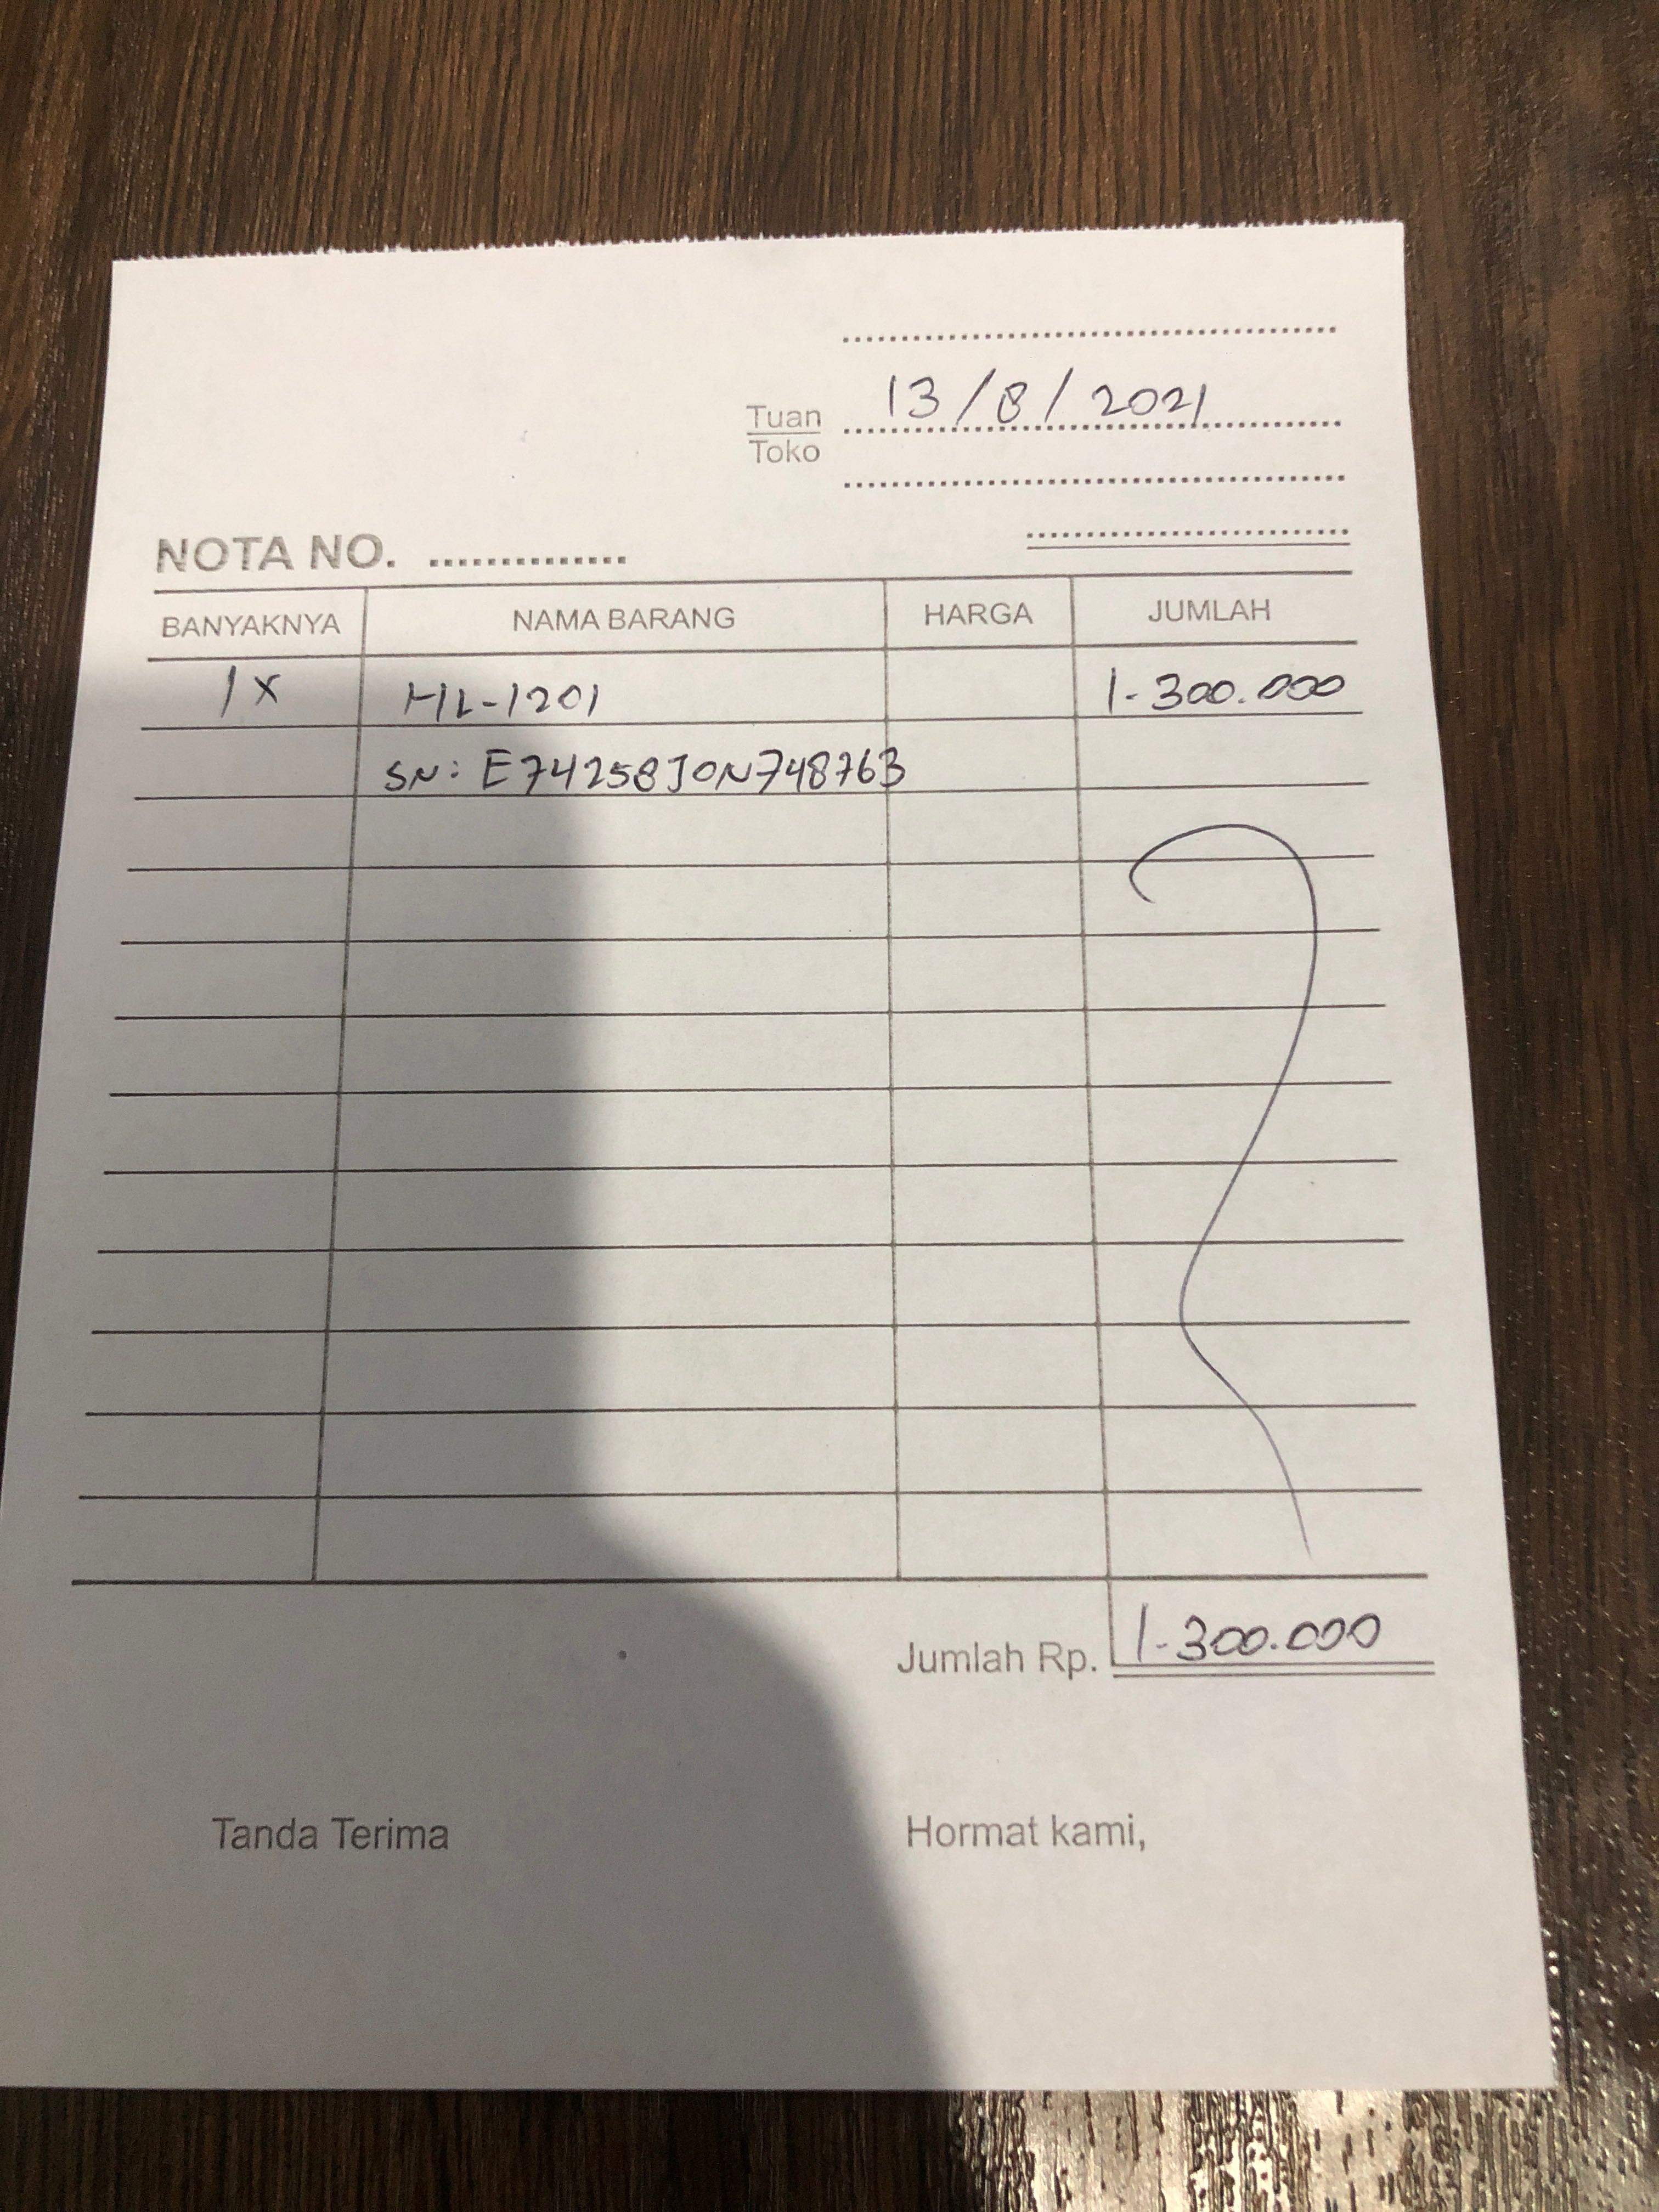 13/8/2021
Tuan
Toko
NOTA NO.
BANYAKNYA NAMA BARANG HARGA JUMLAH
1x HL-1201 1.300.000
SN: E74258J0N748763
Jumlah Rp. 1.300.000
Tanda Terima Hormat kami,